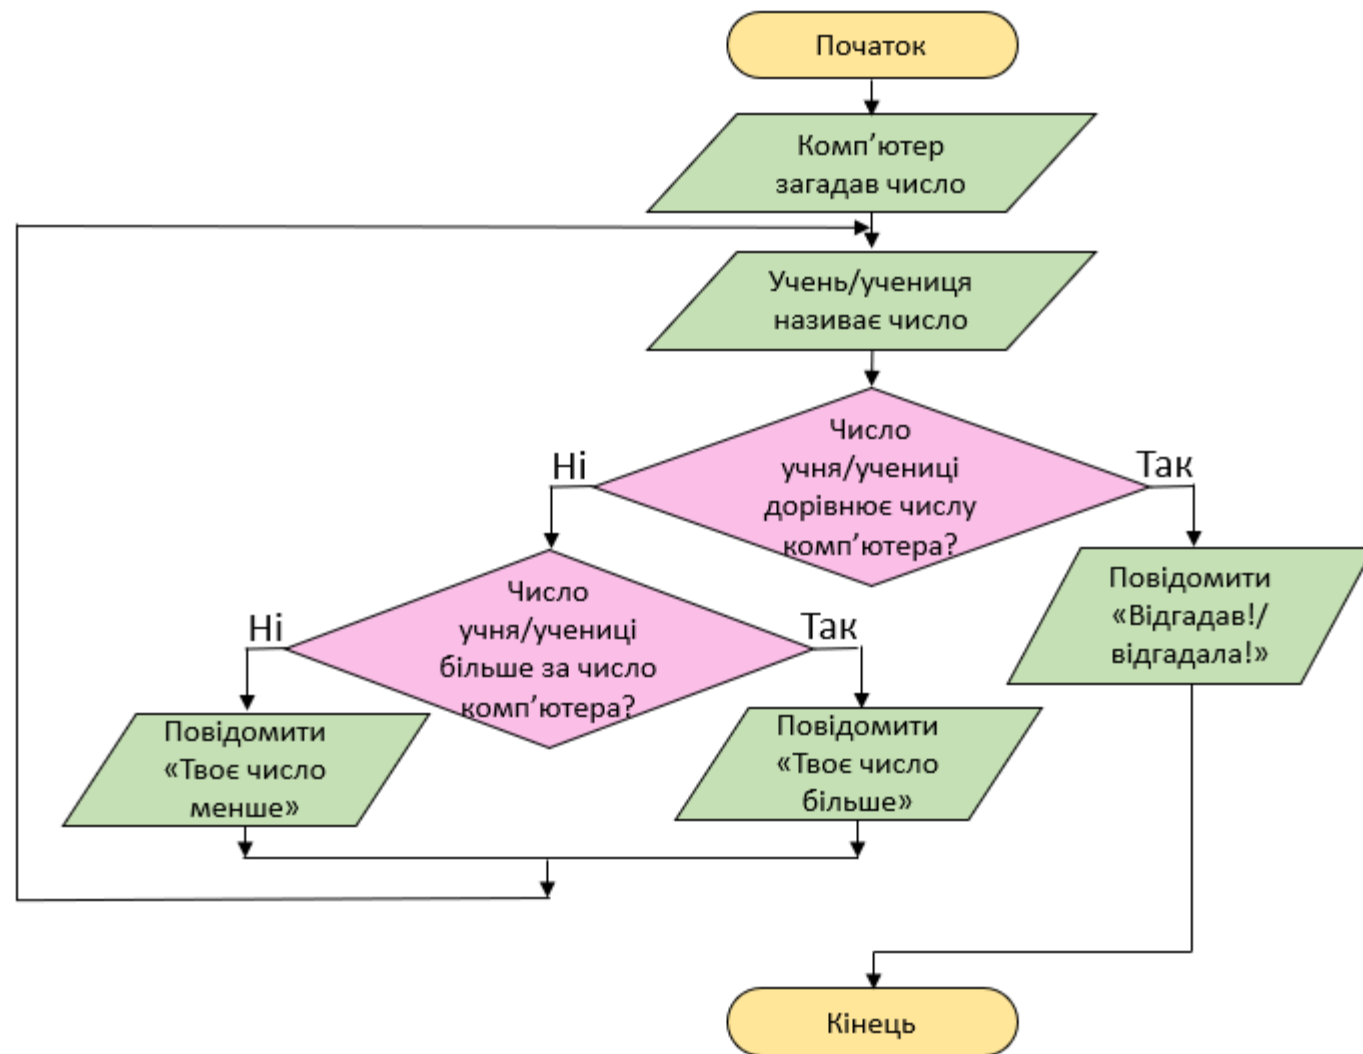 Початок
Комп’ютер
загадав число
Учень/учениця
називає число
Число
учня/учениці
дорівнює числу
комп’ютера?
Ні
Так
Число
учня/учениці
більше за число
комп’ютера?
Ні
Так
Повідомити
«Відгадав!/
відгадала!»
Повідомити
«Твоє число
менше»
Повідомити
«Твоє число
більше»
Кінець